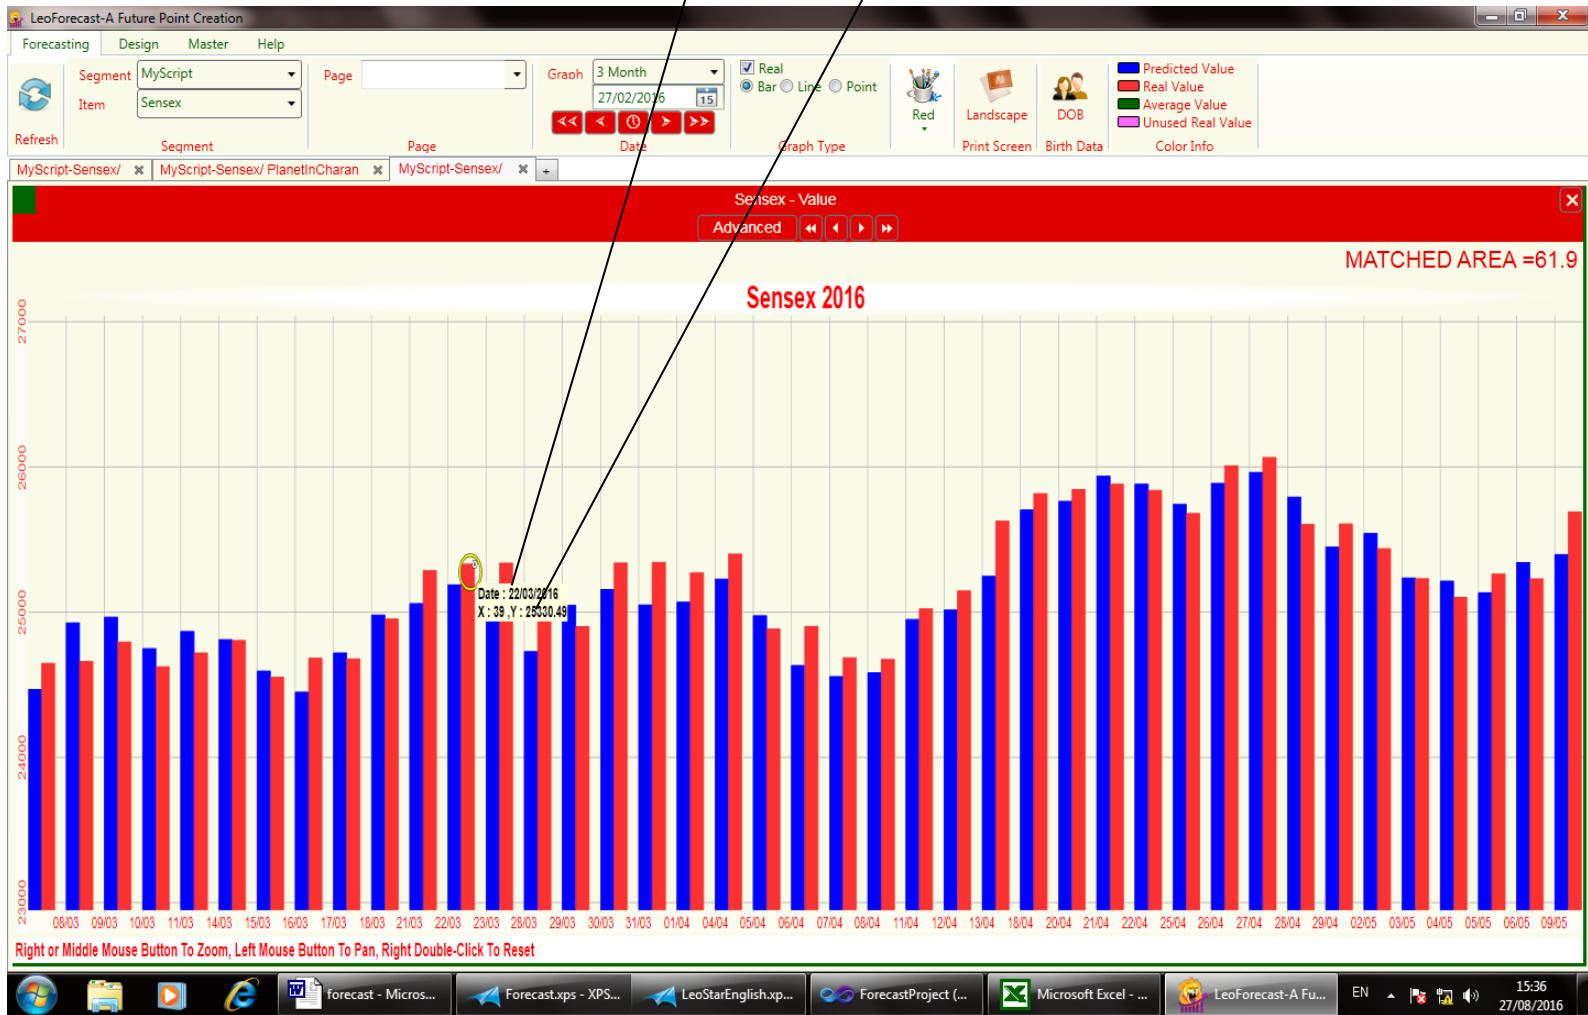 LeoForecast-A Future Point Creation
Forecasting Design Master Help
Segment MyScript Page Graph 3 Month Real Predicted Value
Bar Line Point Real Value
Item Sensex 27/02/2016 15 Average Value
Red Landscape DOB Unused Real Value
Refresh Segment Page Date Graph Type Print Screen Birth Data Color Info
MyScript-Sensex/ MyScript-Sensex/ PlanetInCharan MyScript-Sensex/ +
Sensex - Value
Advanced
MATCHED AREA =61.9
Sensex 2016
27000
26000
25000
24000
23000
Date : 22/03/2016
X : 39 ,Y : 25330.49
08/03 09/03 10/03 11/03 14/03 15/03 16/03 17/03 18/03 21/03 22/03 23/03 28/03 29/03 30/03 31/03 01/04 04/04 05/04 06/04 07/04 08/04 11/04 12/04 13/04 18/04 20/04 21/04 22/04 25/04 26/04 27/04 28/04 29/04 02/05 03/05 04/05 05/05 06/05 09/05
Right or Middle Mouse Button To Zoom, Left Mouse Button To Pan, Right Double-Click To Reset
forecast - Micros... Forecast.xps - XPS... LeoStarEnglish.xp... ForecastProject (... Microsoft Excel - ... LeoForecast-A Fu... EN 15:36
27/08/2016